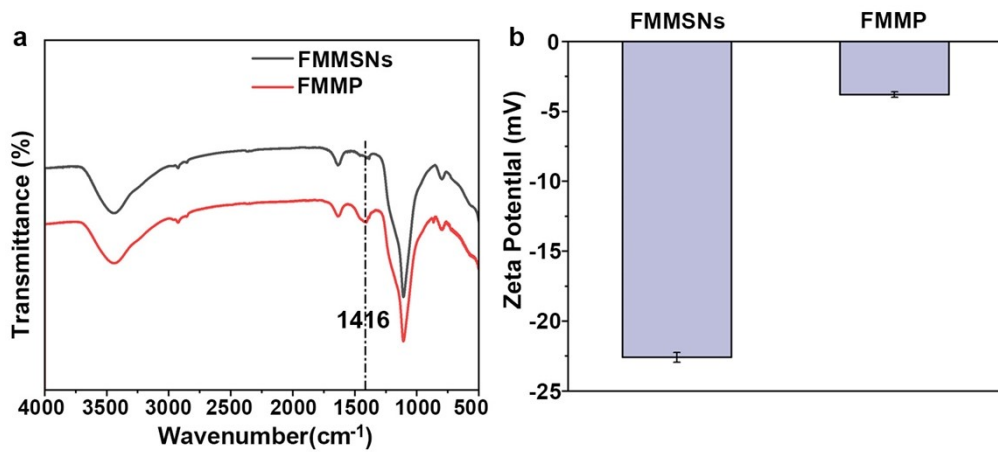 a
FMMSNs
FMMP
Transmittance (%)
1416
4000 3500 3000 2500 2000 1500 1000 500
Wavenumber(cm⁻¹)
b
FMMSNs FMMP
0
-5
-10
-15
-20
-25
Zeta Potentlal (mV)